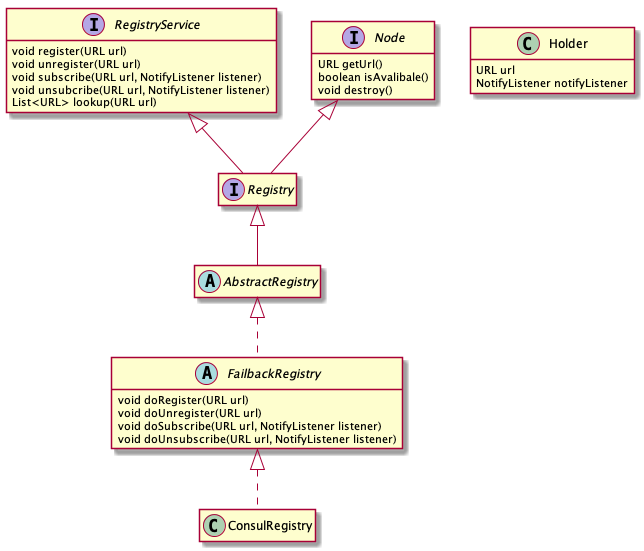 I RegistryService
void register(URL url)
void unregister(URL url)
void subscribe(URL url, NotifyListener listener)
void unsubcribe(URL url, NotifyListener listener)
List<URL> lookup(URL url)
I Node
URL getUrl()
boolean isAvalibale()
void destroy()
C Holder
URL url
NotifyListener notifyListener
I Registry
A AbstractRegistry
A FailbackRegistry
void doRegister(URL url)
void doUnregister(URL url)
void doSubscribe(URL url, NotifyListener listener)
void doUnsubscribe(URL url, NotifyListener listener)
C ConsulRegistry